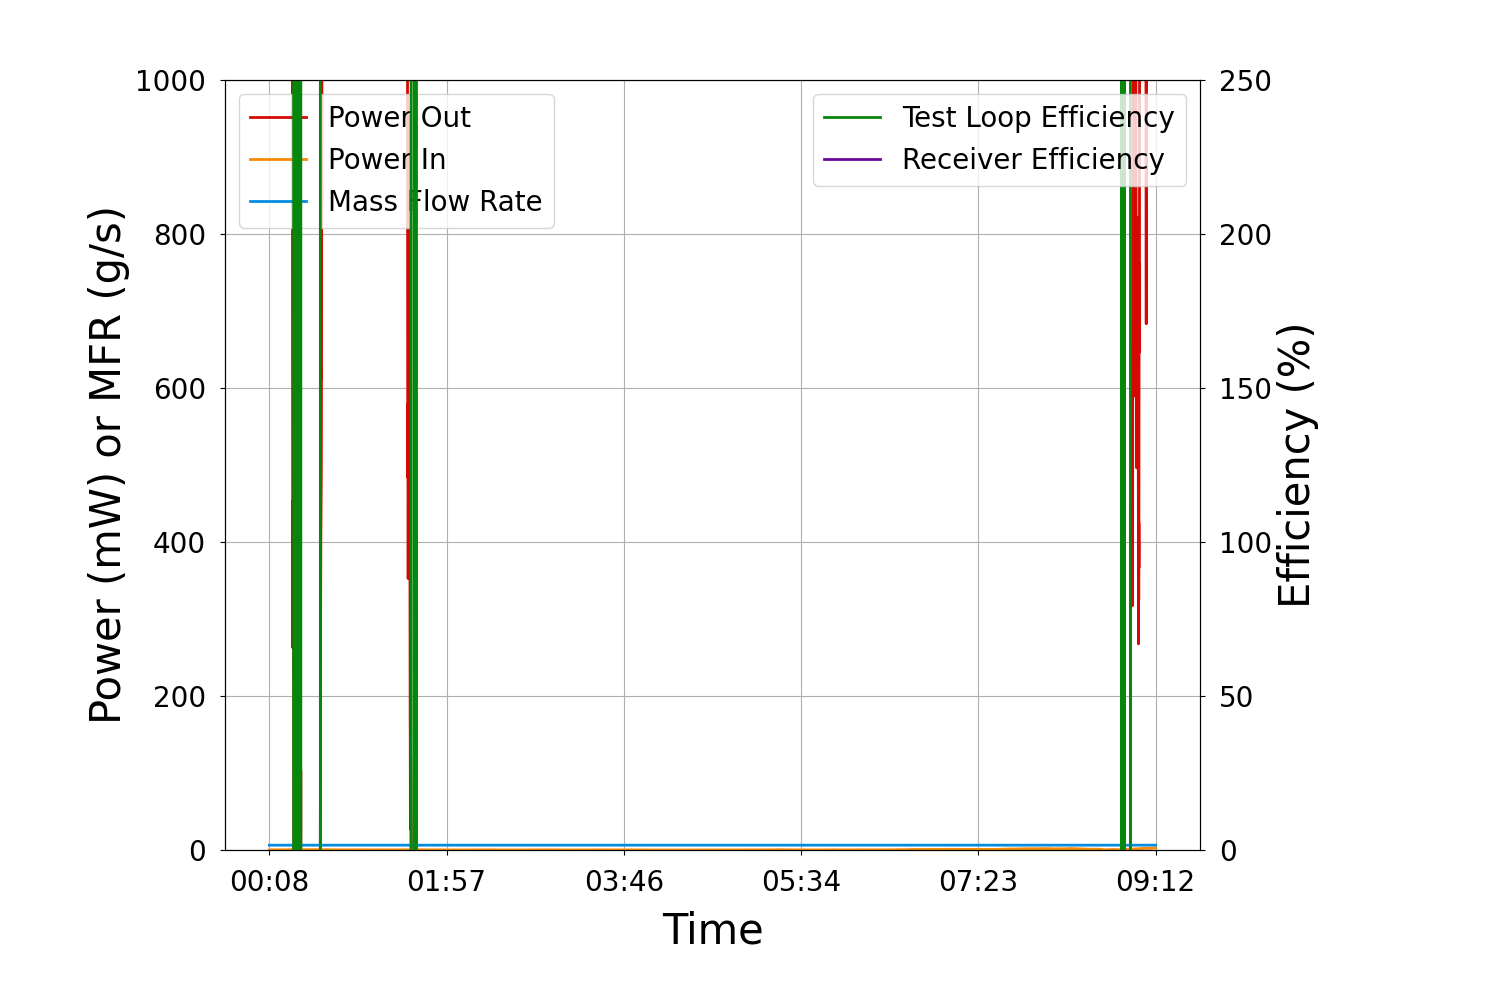 1000
800
600
400
200
0
Power (mW) or MFR (g/s)
Power Out
Power In
Mass Flow Rate
Test Loop Efficiency
Receiver Efficiency
250
200
150
100
50
0
Efficiency (%)
00:08 01:57 03:46 05:34 07:23 09:12
Time